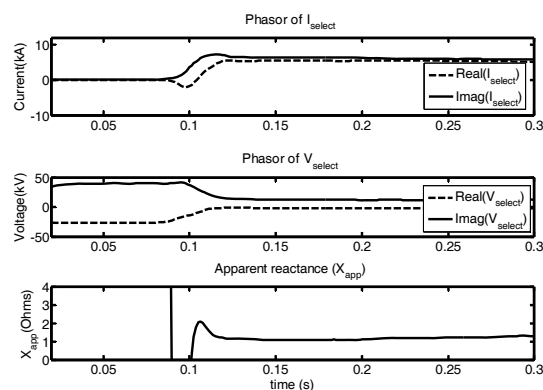 Phasor of I_select
Current(kA)
10
0
-10
Real(I_select)
Imag(I_select)
0.05 0.1 0.15 0.2 0.25 0.3
Phasor of V_select
Voltage(kV)
50
0
-50
Real(V_select)
Imag(V_select)
0.05 0.1 0.15 0.2 0.25 0.3
Apparent reactance (X_app)
X_app(Ohms)
4
3
2
1
0
0.05 0.1 0.15 0.2 0.25 0.3
time (s)